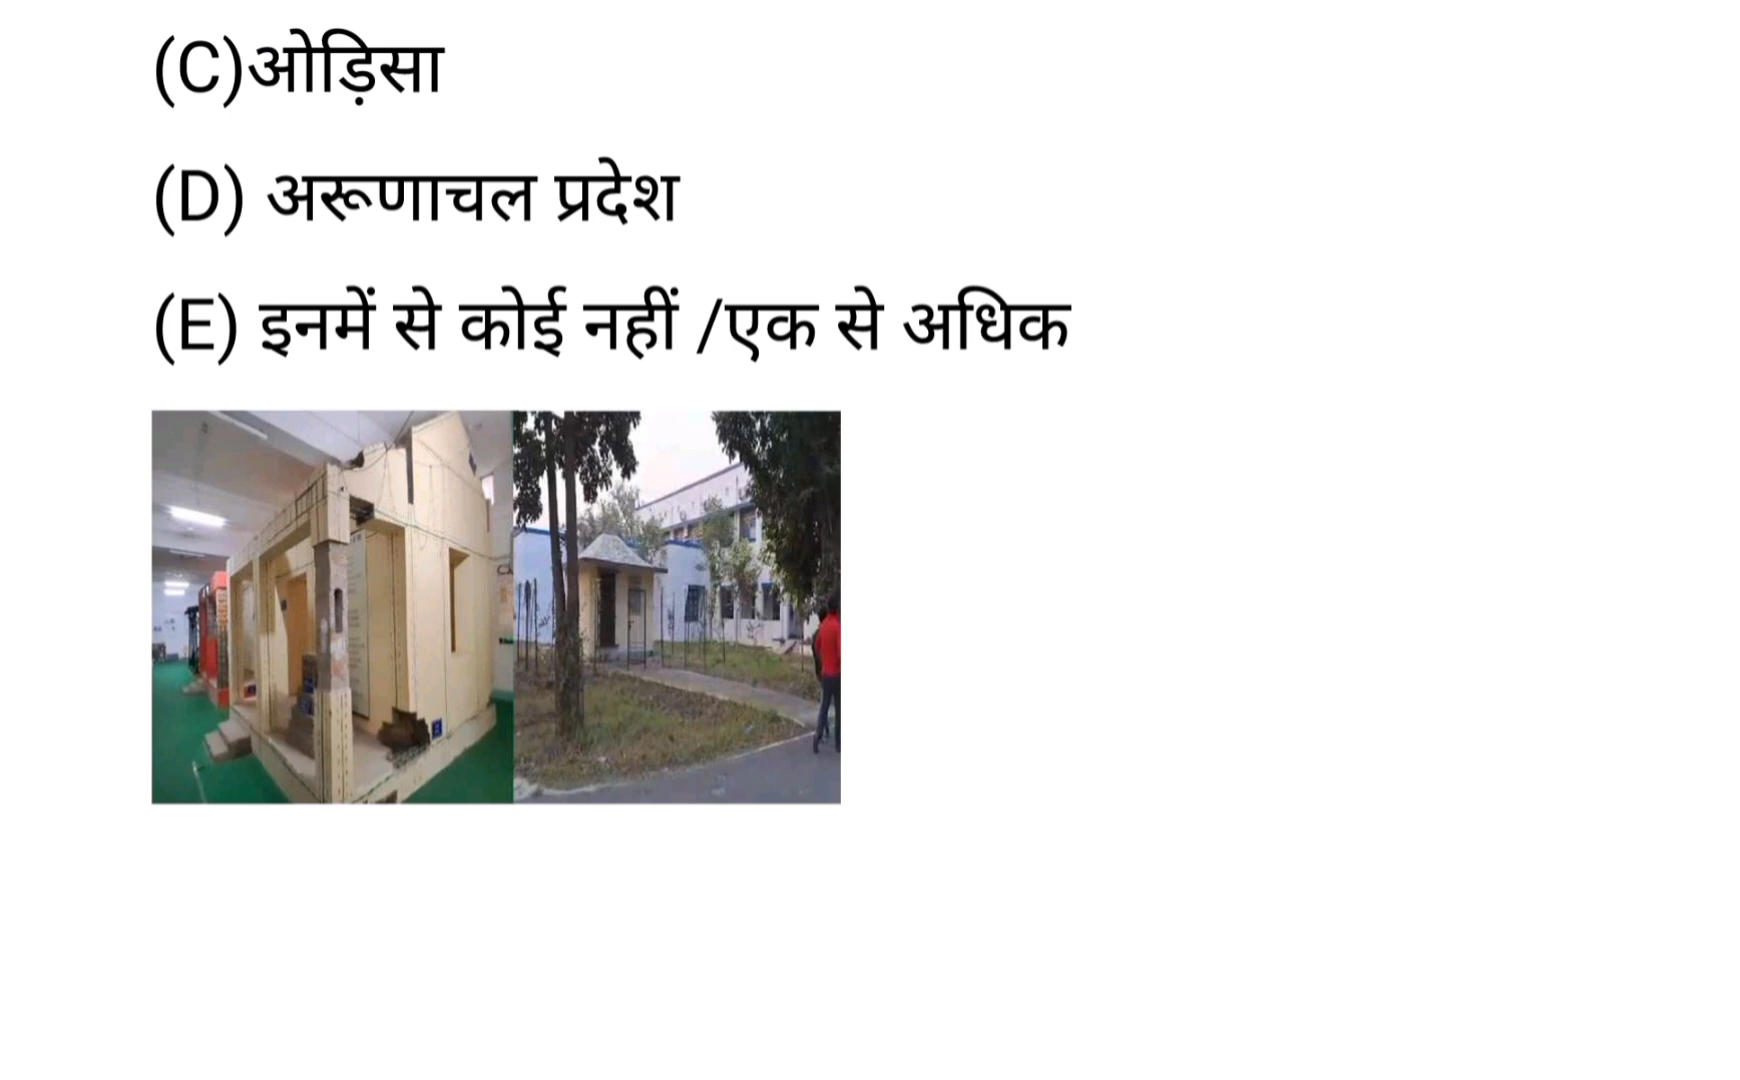 (C)ओड़िसा
(D) अरूणाचल प्रदेश
(E) इनमें से कोई नहीं /एक से अधिक